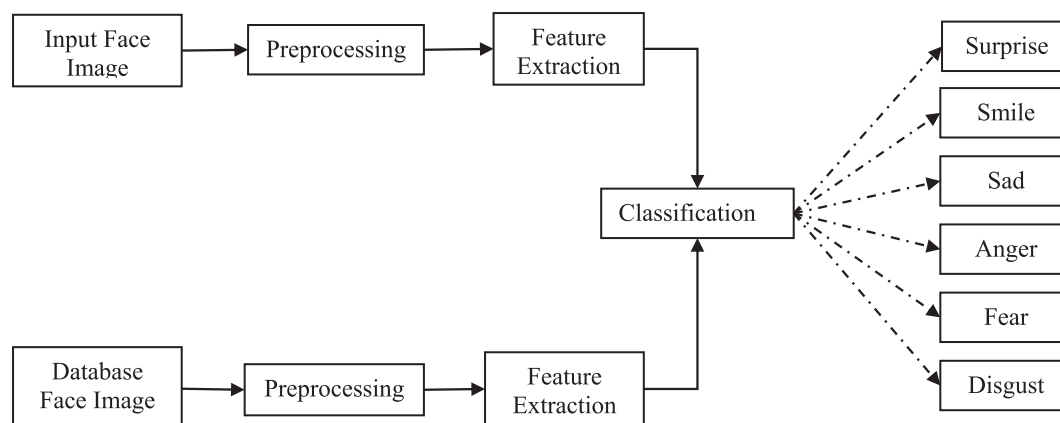 Input Face
Image
Preprocessing
Feature
Extraction
Surprise
Smile
Sad
Classification
Anger
Fear
Disgust
Database
Face Image
Preprocessing
Feature
Extraction